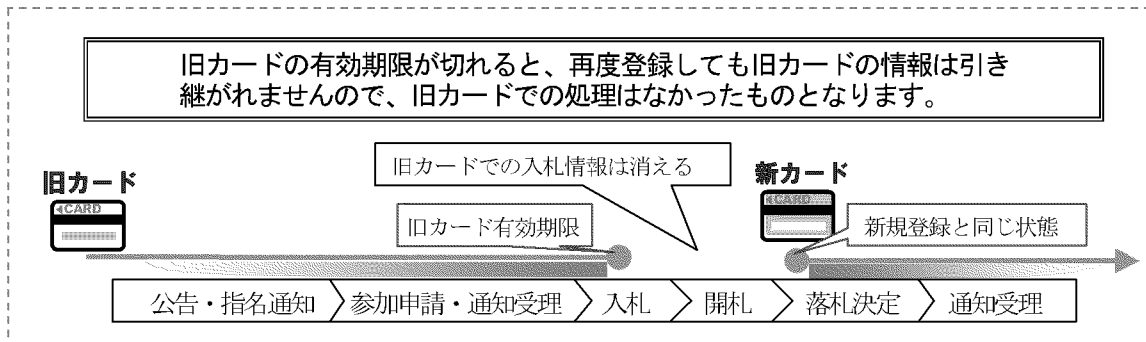 旧カードの有効期限が切れると、再度登録しても旧カードの情報は引き
継がれませんので、旧カードでの処理はなかったものとなります。
旧カードでの入札情報は消える
旧カード
新カード
◀CARD
◀CARD
旧カード有効期限
新規登録と同じ状態
公告・指名通知
参加申請・通知受理
入札
開札
落札決定
通知受理